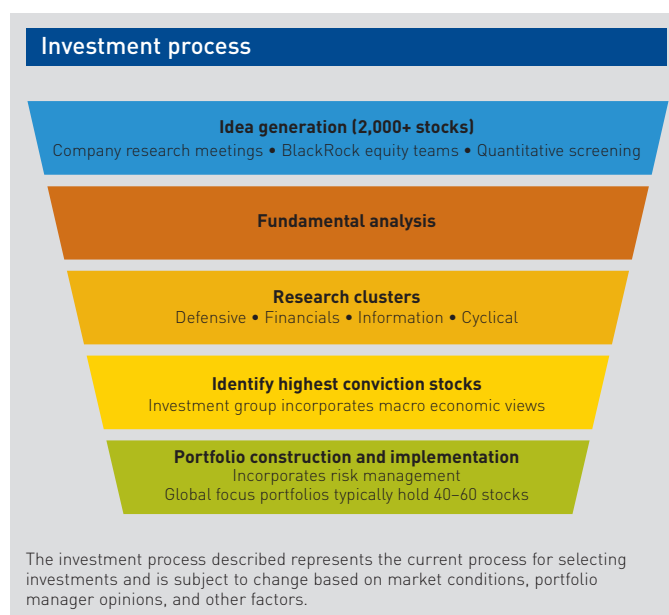 Investment process
Idea generation (2,000+ stocks)
Company research meetings • BlackRock equity teams • Quantitative screening
Fundamental analysis
Research clusters
Defensive • Financials • Information • Cyclical
Identify highest conviction stocks
Investment group incorporates macro economic views
Portfolio construction and implementation
Incorporates risk management
Global focus portfolios typically hold 40–60 stocks
The investment process described represents the current process for selecting
investments and is subject to change based on market conditions, portfolio
manager opinions, and other factors.